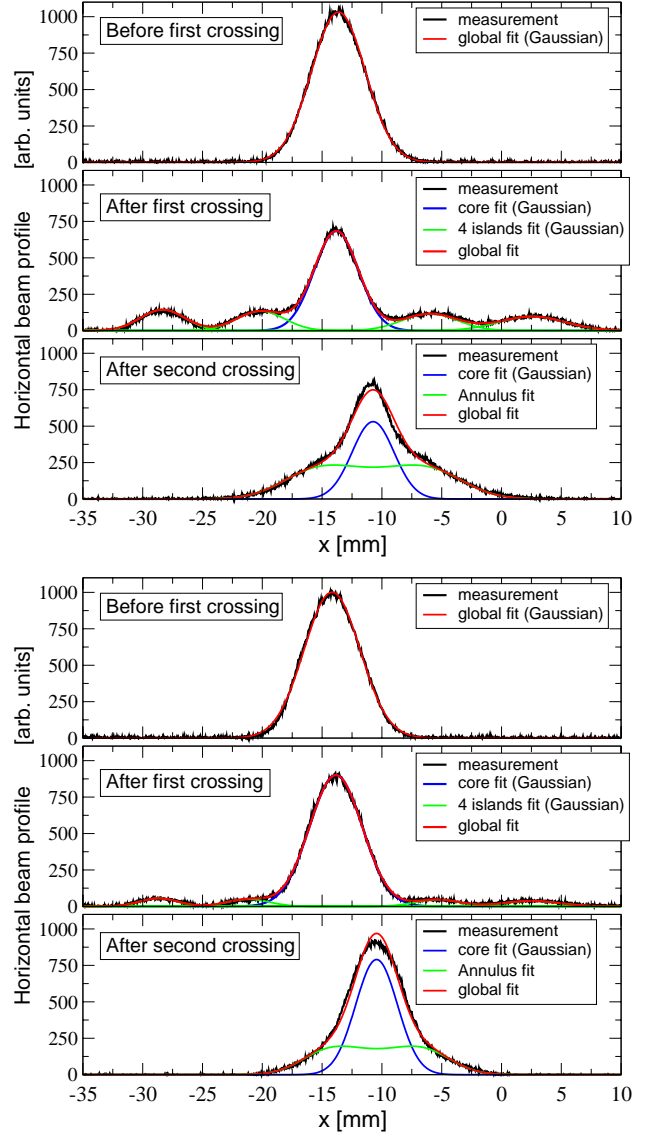 1000
750
500
250
0
Before first crossing
measurement
global fit (Gaussian)
[arb. units]
1000
750
500
250
0
After first crossing
measurement
core fit (Gaussian)
4 islands fit (Gaussian)
global fit
Horizontal beam profile
1000
750
500
250
0
After second crossing
measurement
core fit (Gaussian)
Annulus fit
global fit
-35 -30 -25 -20 -15 -10 -5 0 5 10
x [mm]
1000
750
500
250
0
Before first crossing
measurement
global fit (Gaussian)
[arb. units]
1000
750
500
250
0
After first crossing
measurement
core fit (Gaussian)
4 islands fit (Gaussian)
global fit
Horizontal beam profile
1000
750
500
250
0
After second crossing
measurement
core fit (Gaussian)
Annulus fit
global fit
-35 -30 -25 -20 -15 -10 -5 0 5 10
x [mm]